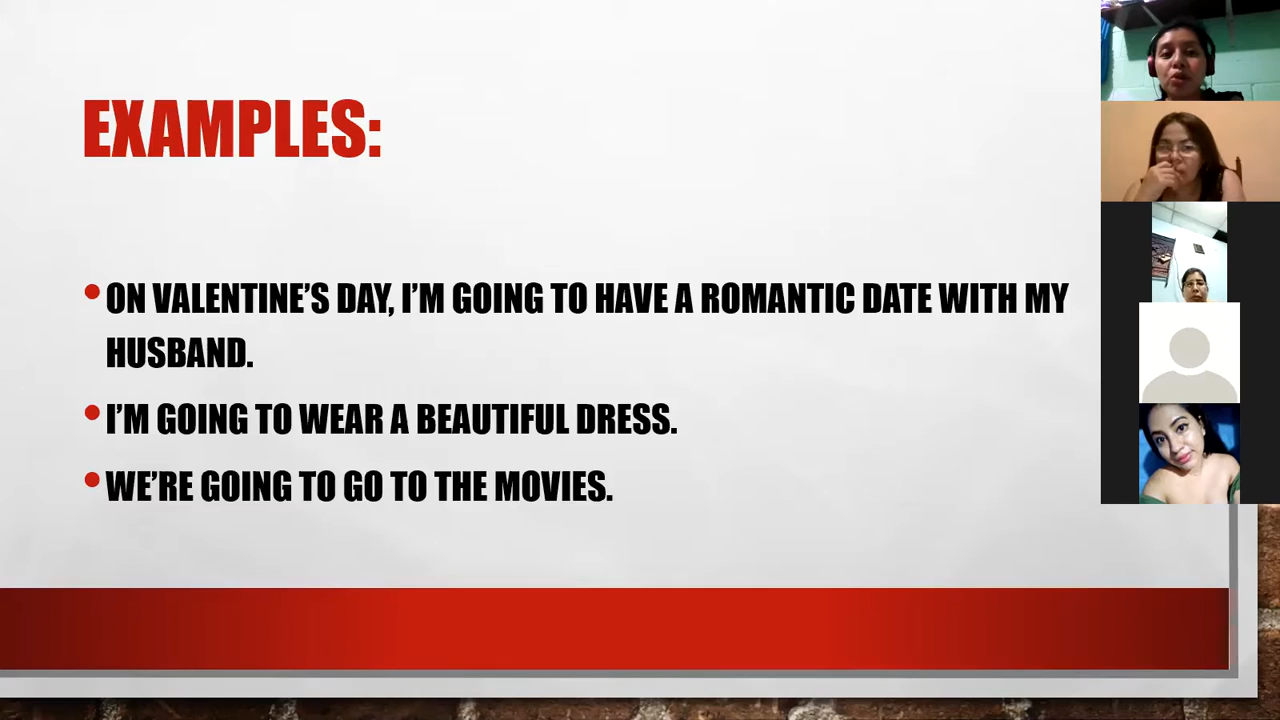 EXAMPLES:
•ON VALENTINE'S DAY, I'M GOING TO HAVE A ROMANTIC DATE WITH MY
HUSBAND.
•I'M GOING TO WEAR A BEAUTIFUL DRESS.
•WE'RE GOING TO GO TO THE MOVIES.